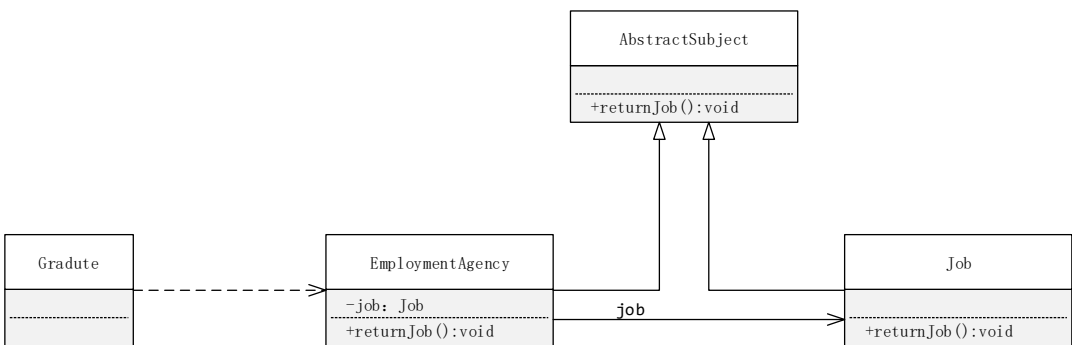 AbstractSubject
+returnJob():void
Gradute
EmploymentAgency
-job：Job
+returnJob():void
job
Job
+returnJob():void